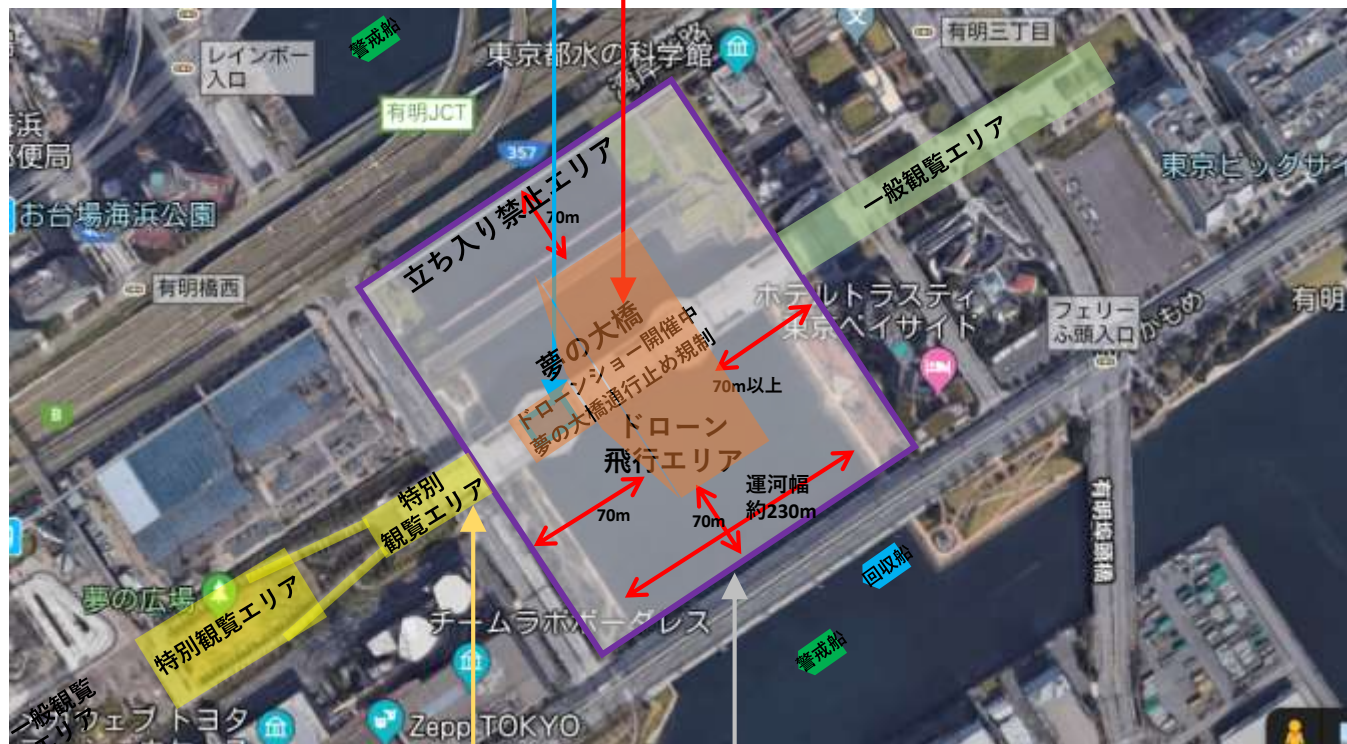 警戒船
レインボー
入口
東京都水の科学館
有明三丁目
有明JCT
357
一般観覧エリア
東京ビッグサイ
お台場海浜公園
立ち入り禁止エリア
70m
有明橋西
ホテルトラスティ
東京ベイサイド
フェリー
ふ頭入口
有明
夢の大橋
ドローンショー開催中
夢の大橋通行止め規制
70m以上
ドローン
飛行エリア
特別
観覧エリア
運河幅
約230m
70m
70m
回収船
夢の広場
特別観覧エリア
チームラボボーダレス
警戒船
一般観覧
エリア
Zepp TOKYO